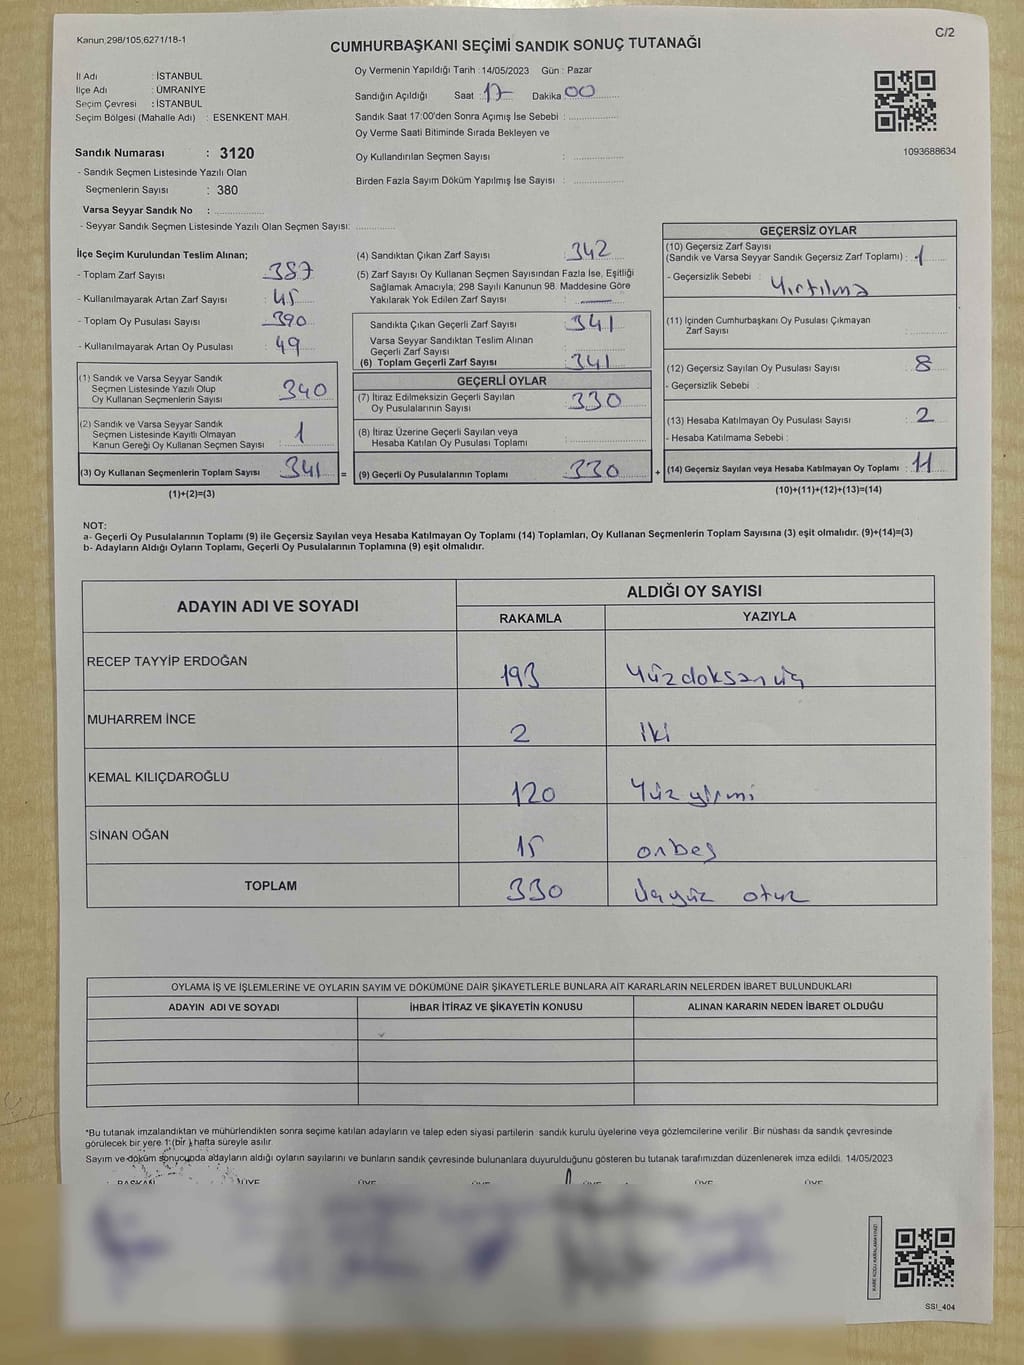 Kanun,298/105,6271/18-1
C/2
CUMHURBAŞKANI SEÇİMİ SANDIK SONUÇ TUTANAĞI
İl Adı : İSTANBUL
İlçe Adı : ÜMRANİYE
Seçim Çevresi : İSTANBUL
Seçim Bölgesi (Mahalle Adı) : ESENKENT MAH.
Sandık Numarası : 3120
- Sandık Seçmen Listesinde Yazılı Olan
Seçmenlerin Sayısı : 380
Varsa Seyyar Sandık No :
- Seyyar Sandık Seçmen Listesinde Yazılı Olan Seçmen Sayısı:
Oy Vermenin Yapıldığı Tarih :14/05/2023 Gün : Pazar
Sandığın Açıldığı Saat : 17 Dakika : 00
Sandık Saat 17:00'den Sonra Açımış İse Sebebi :
Oy Verme Saati Bitiminde Sırada Bekleyen ve
Oy Kullandırılan Seçmen Sayısı :
Birden Fazla Sayım Döküm Yapılmış İse Sayısı :
1093688634
İlçe Seçim Kurulundan Teslim Alınan;
- Toplam Zarf Sayısı : 387
- Kullanılmayarak Artan Zarf Sayısı : 45
- Toplam Oy Pusulası Sayısı : 390
- Kullanılmayarak Artan Oy Pusulası : 49
(1) Sandık ve Varsa Seyyar Sandık
Seçmen Listesinde Yazılı Olup
Oy Kullanan Seçmenlerin Sayısı : 340
(2) Sandık ve Varsa Seyyar Sandık
Seçmen Listesinde Kayıtlı Olmayan
Kanun Gereği Oy Kullanan Seçmen Sayısı : 1
(3) Oy Kullanan Seçmenlerin Toplam Sayısı : 341 =
(1)+(2)=(3)
(4) Sandıktan Çıkan Zarf Sayısı : 342
(5) Zarf Sayısı Oy Kullanan Seçmen Sayısından Fazla İse, Eşitliği
Sağlamak Amacıyla; 298 Sayılı Kanunun 98. Maddesine Göre
Yakılarak Yok Edilen Zarf Sayısı :
Sandıkta Çıkan Geçerli Zarf Sayısı : 341
Varsa Seyyar Sandıktan Teslim Alınan
Geçerli Zarf Sayısı :
(6) Toplam Geçerli Zarf Sayısı : 341
GEÇERLİ OYLAR
(7) İtiraz Edilmeksizin Geçerli Sayılan
Oy Pusulalarının Sayısı : 330
(8) İtiraz Üzerine Geçerli Sayılan veya
Hesaba Katılan Oy Pusulası Toplamı :
(9) Geçerli Oy Pusulalarının Toplamı : 330 +
GEÇERSİZ OYLAR
(10) Geçersiz Zarf Sayısı
(Sandık ve Varsa Seyyar Sandık Geçersiz Zarf Toplamı) : 1
- Geçersizlik Sebebi : Yırtılma
(11) İçinden Cumhurbaşkanı Oy Pusulası Çıkmayan
Zarf Sayısı :
(12) Geçersiz Sayılan Oy Pusulası Sayısı : 8
- Geçersizlik Sebebi :
(13) Hesaba Katılmayan Oy Pusulası Sayısı : 2
- Hesaba Katılmama Sebebi :
(14) Geçersiz Sayılan veya Hesaba Katılmayan Oy Toplamı : 11
(10)+(11)+(12)+(13)=(14)
NOT:
a- Geçerli Oy Pusulalarının Toplamı (9) ile Geçersiz Sayılan veya Hesaba Katılmayan Oy Toplamı (14) Toplamları, Oy Kullanan Seçmenlerin Toplam Sayısına (3) eşit olmalıdır. (9)+(14)=(3)
b- Adayların Aldığı Oyların Toplamı, Geçerli Oy Pusulalarının Toplamına (9) eşit olmalıdır.
ADAYIN ADI VE SOYADI
ALDIĞI OY SAYISI
RAKAMLA YAZIYLA
RECEP TAYYİP ERDOĞAN 193 Yüzdoksanüç
MUHARREM İNCE 2 İki
KEMAL KILIÇDAROĞLU 120 Yüz yirmi
SİNAN OĞAN 15 onbeş
TOPLAM 330 üçyüz otuz
OYLAMA İŞ VE İŞLEMLERİNE VE OYLARIN SAYIM VE DÖKÜMÜNE DAİR ŞİKAYETLERLE BUNLARA AİT KARARLARIN NELERDEN İBARET BULUNDUKLARI
ADAYIN ADI VE SOYADI İHBAR İTİRAZ VE ŞİKAYETİN KONUSU ALINAN KARARIN NEDEN İBARET OLDUĞU
*Bu tutanak imzalandıktan ve mühürlendikten sonra seçime katılan adayların ve talep eden siyasi partilerin sandık kurulu üyelerine veya gözlemcilerine verilir. Bir nüshası da sandık çevresinde
görülecek bir yere 1 (bir ) hafta süreyle asılır.
Sayım ve döküm sonucunda adayların aldığı oyların sayılarını ve bunların sandık çevresinde bulunanlara duyurulduğunu gösteren bu tutanak tarafımızdan düzenlenerek imza edildi. 14/05/2023
BAŞKAN ÜYE ÜYE ÜYE ÜYE ÜYE ÜYE
SSI_404